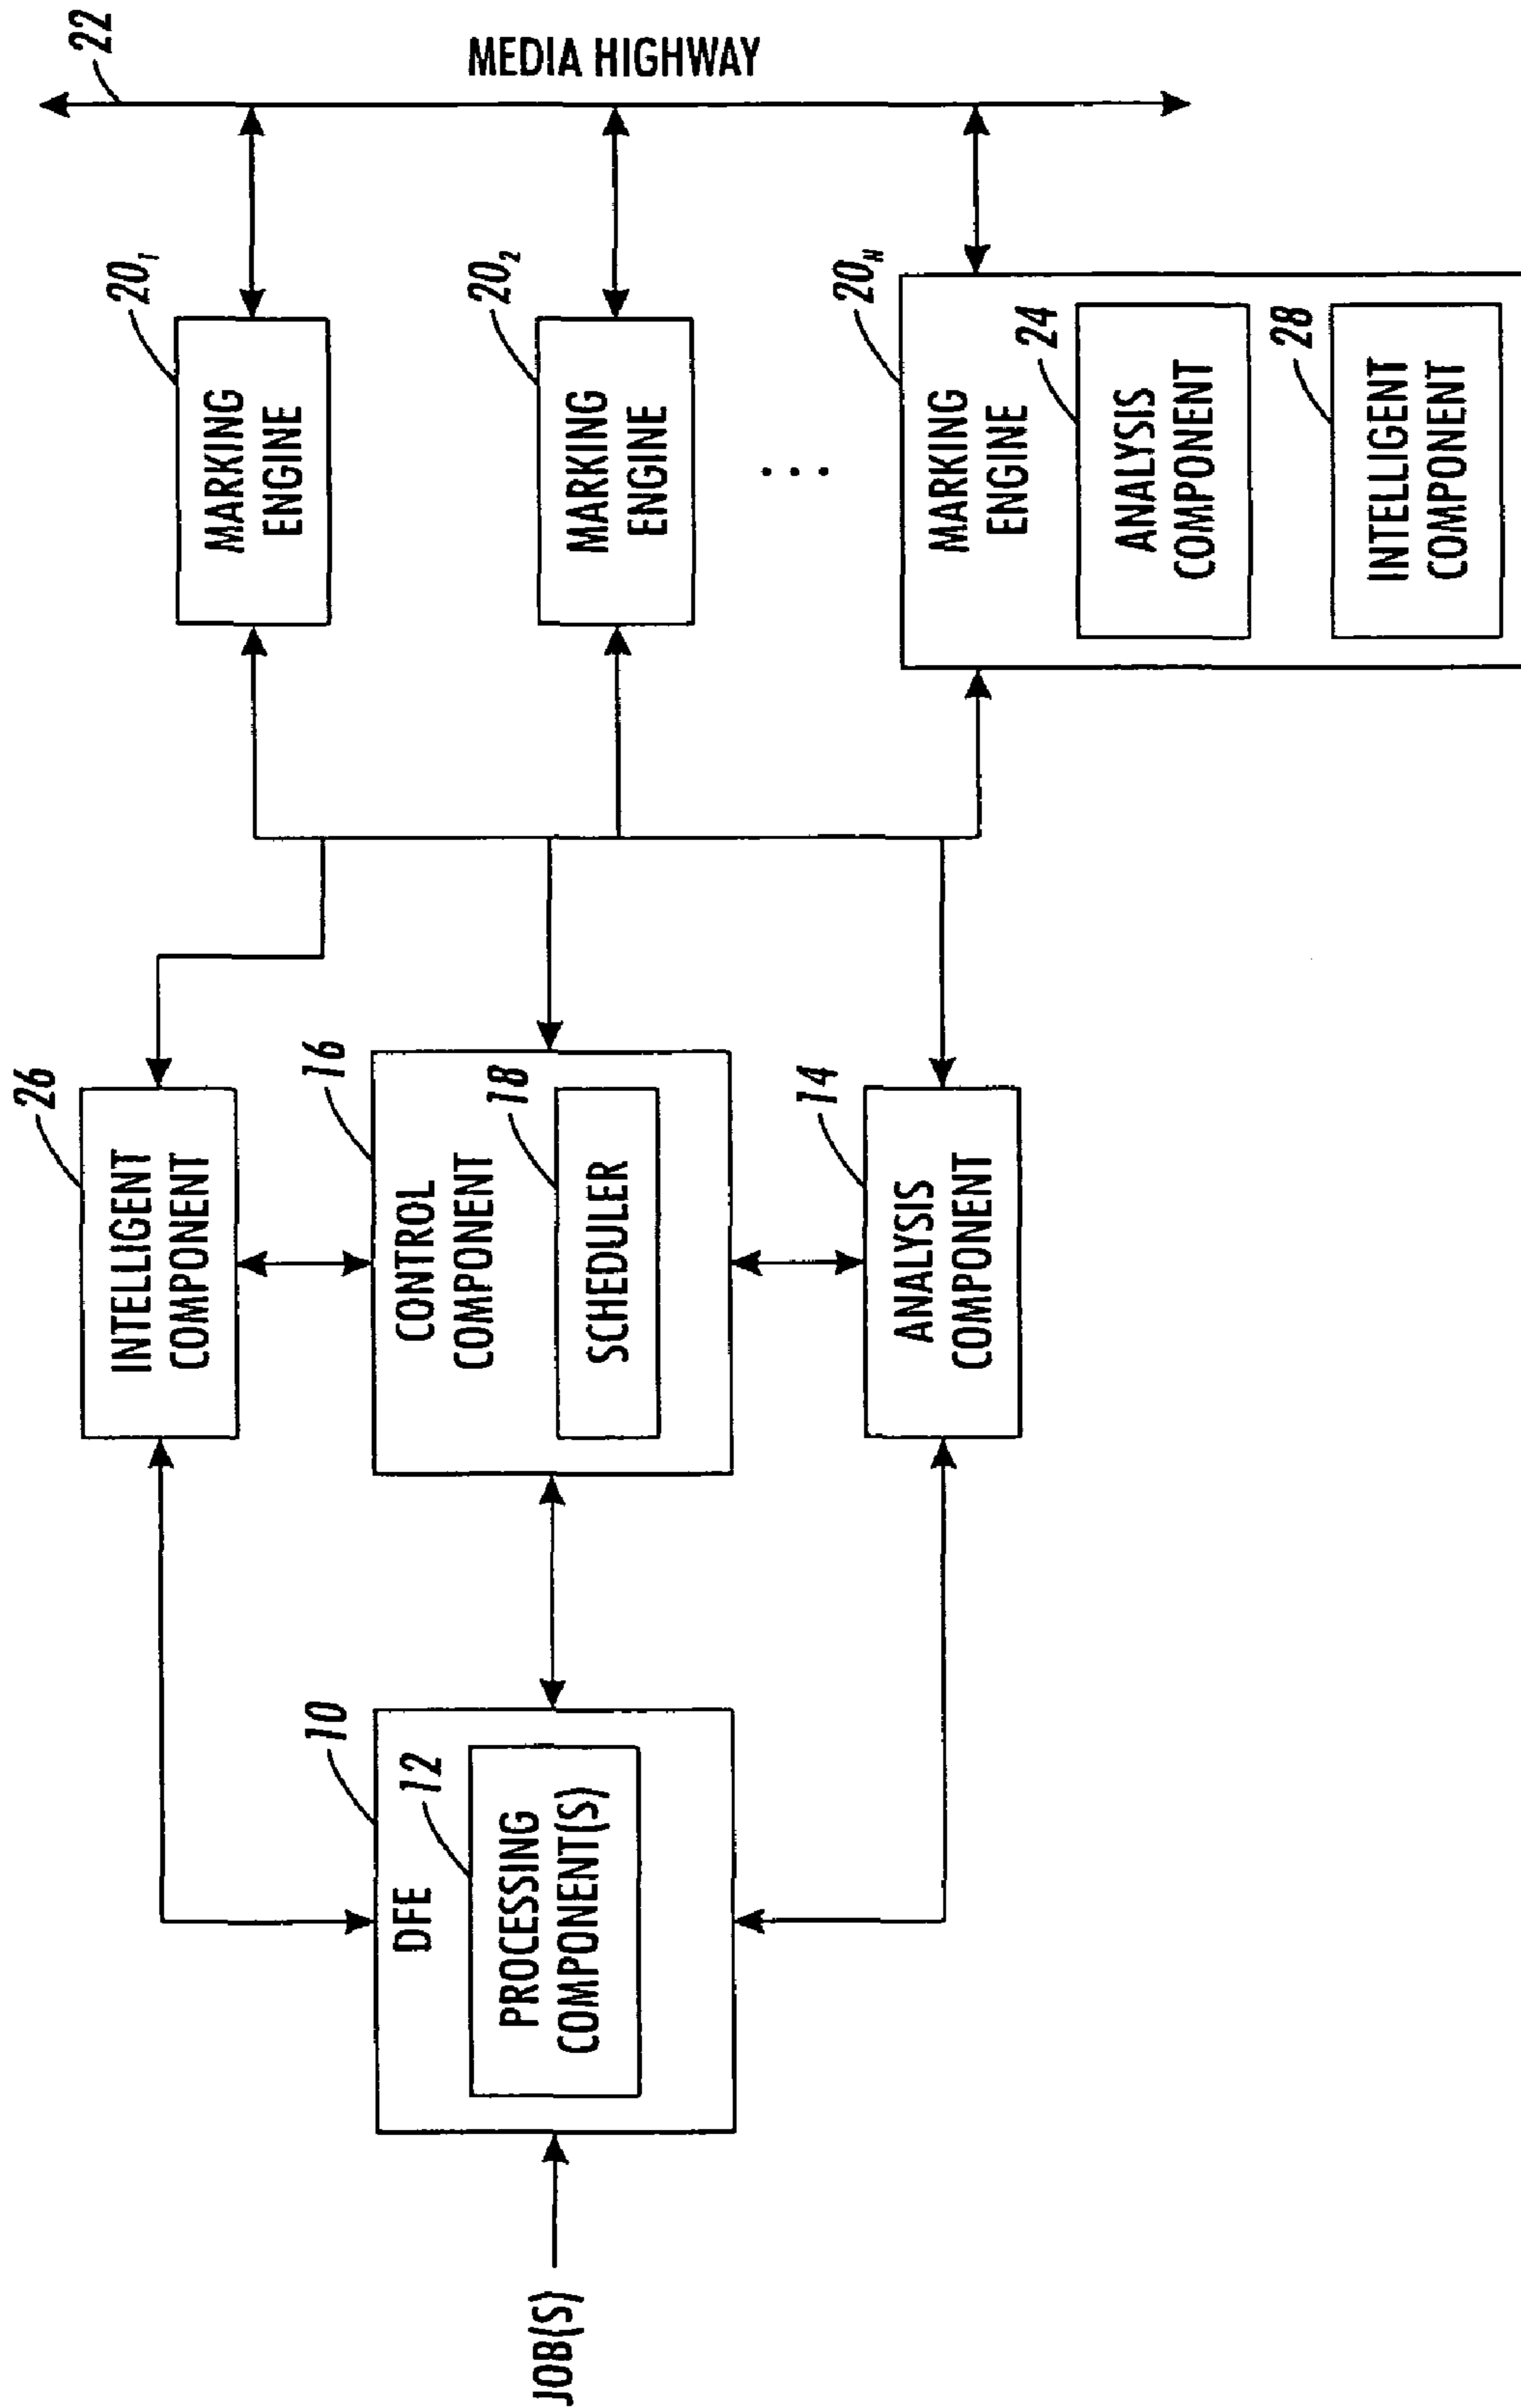 JOB(S)
10
DFE
12
PROCESSING
COMPONENT(S)
26
INTELLIGENT
COMPONENT
16
CONTROL
COMPONENT
18
SCHEDULER
14
ANALYSIS
COMPONENT
20₁
MARKING
ENGINE
20₂
MARKING
ENGINE
...
20ₙ
MARKING
ENGINE
24
ANALYSIS
COMPONENT
28
INTELLIGENT
COMPONENT
22
MEDIA HIGHWAY